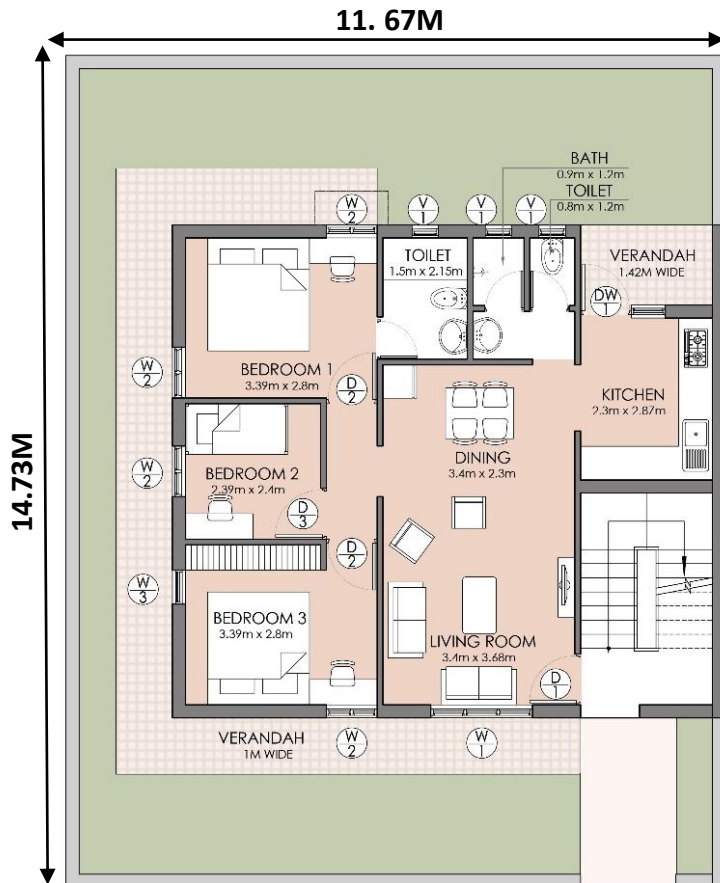 11. 67M
14.73M
BATH
0.9m x 1.2m
TOILET
0.8m x 1.2m
W
2
V
1
V
1
V
1
TOILET
1.5m x 2.15m
VERANDAH
1.42M WIDE
DW
1
BEDROOM 1
3.39m x 2.8m
W
2
D
2
KITCHEN
2.3m x 2.87m
DINING
3.4m x 2.3m
BEDROOM 2
2.39m x 2.4m
W
2
D
3
D
2
W
3
BEDROOM 3
3.39m x 2.8m
LIVING ROOM
3.4m x 3.68m
D
1
VERANDAH
1M WIDE
W
2
W
1